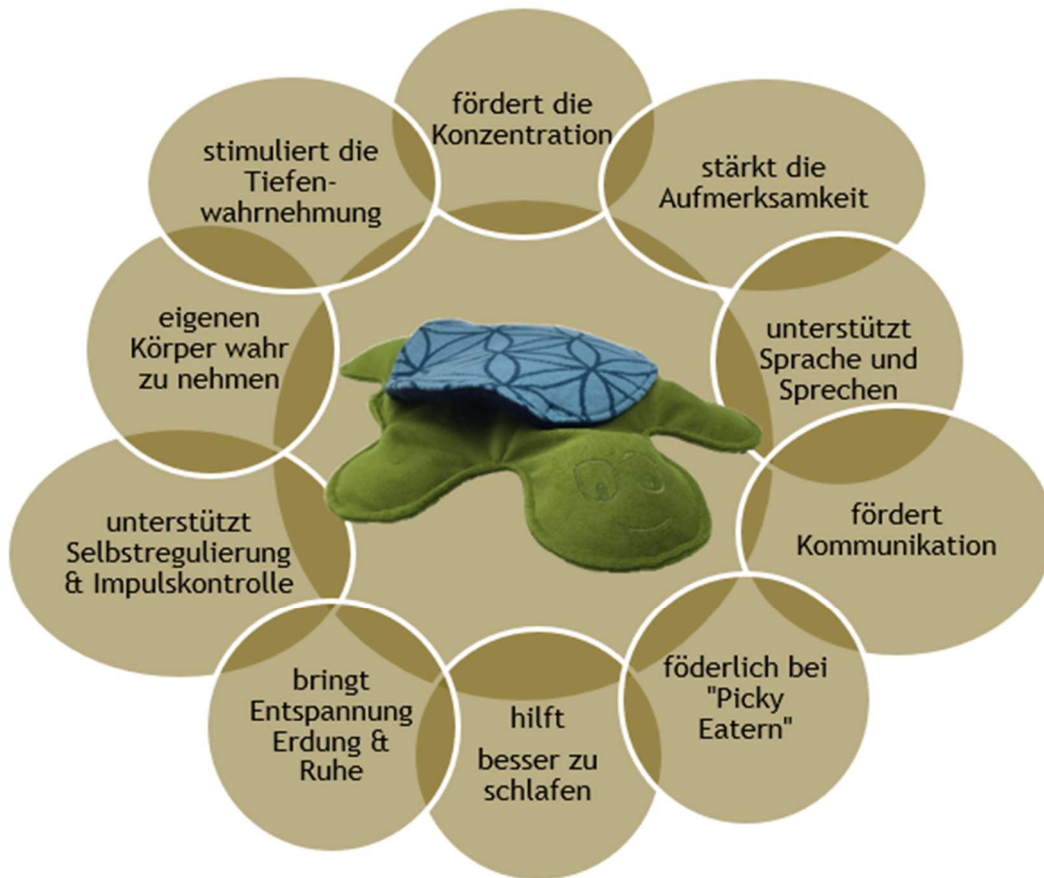 fördert die
Konzentration
stärkt die
Aufmerksamkeit
unterstützt
Sprache und
Sprechen
fördert
Kommunikation
föderlich bei
"Picky
Eatern"
hilft
besser zu
schlafen
bringt
Entspannung
Erdung &
Ruhe
unterstützt
Selbstregulierung
& Impulskontrolle
eigenen
Körper wahr
zu nehmen
stimuliert die
Tiefen-
wahrnehmung